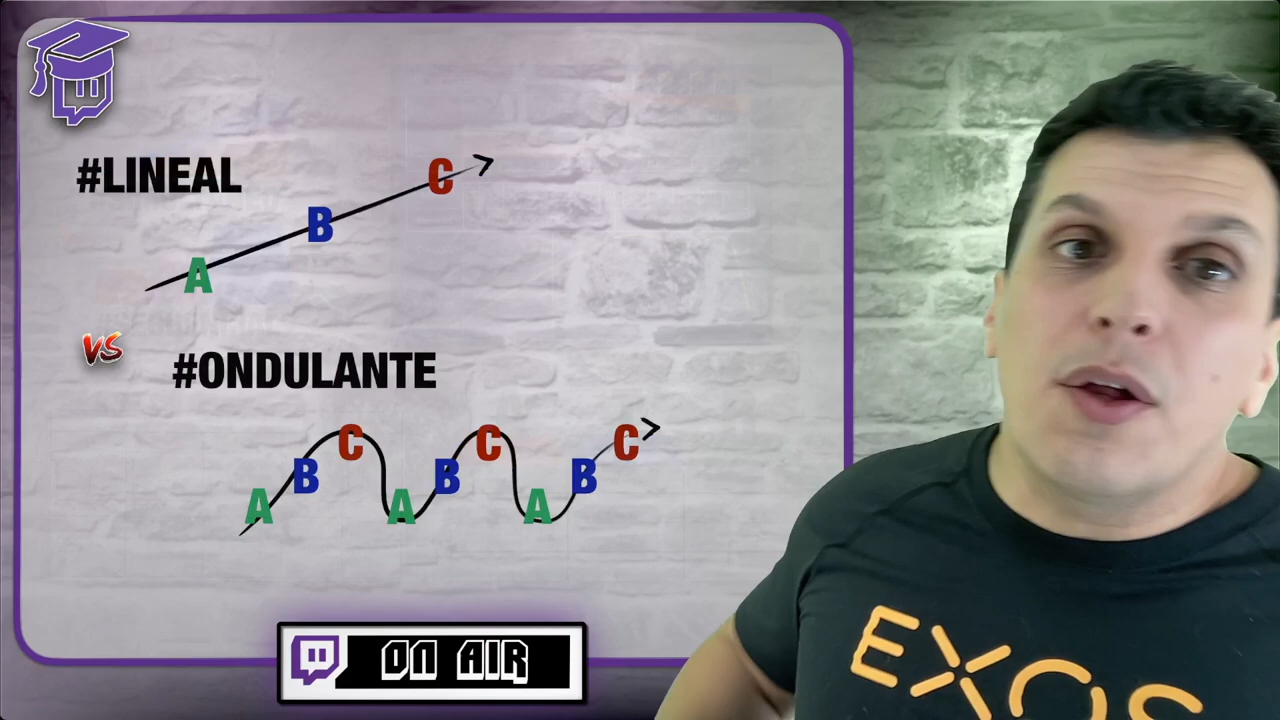 #LINEAL
A B C
VS
#ONDULANTE
A B C A B C A B C
ON AIR
EXOS